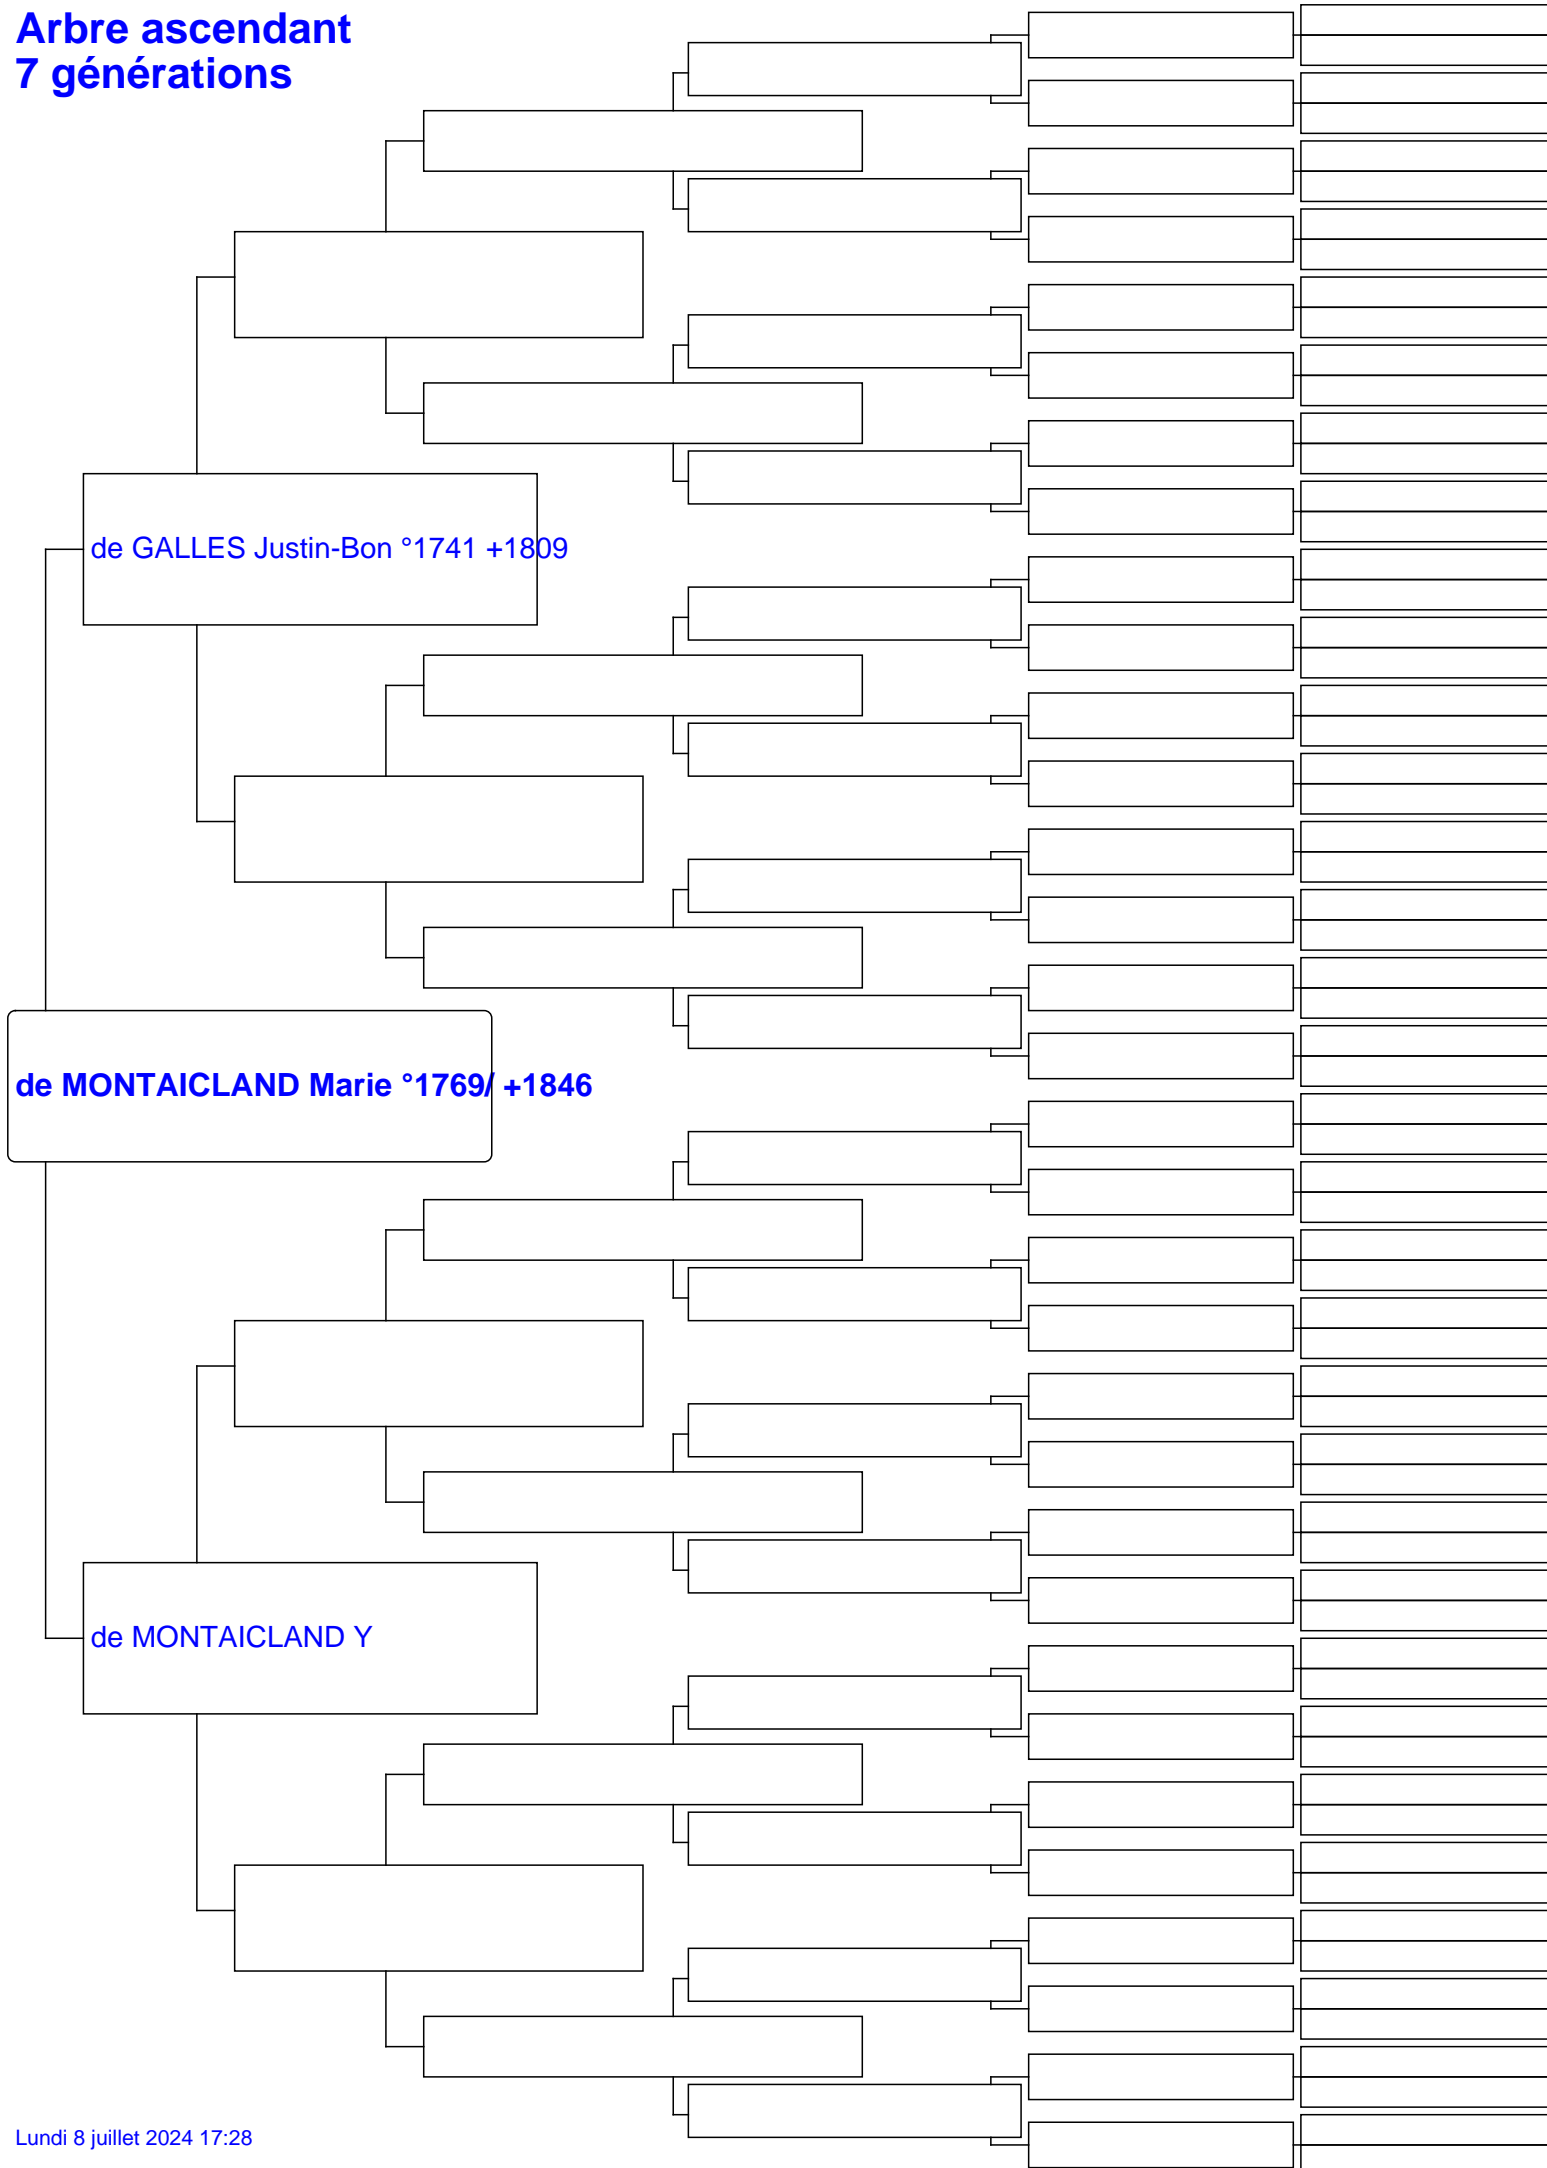 Arbre ascendant
7 générations
de GALLES Justin-Bon °1741 +1809
de MONTAICLAND Marie °1769/ +1846
de MONTAICLAND Y
Lundi 8 juillet 2024 17:28